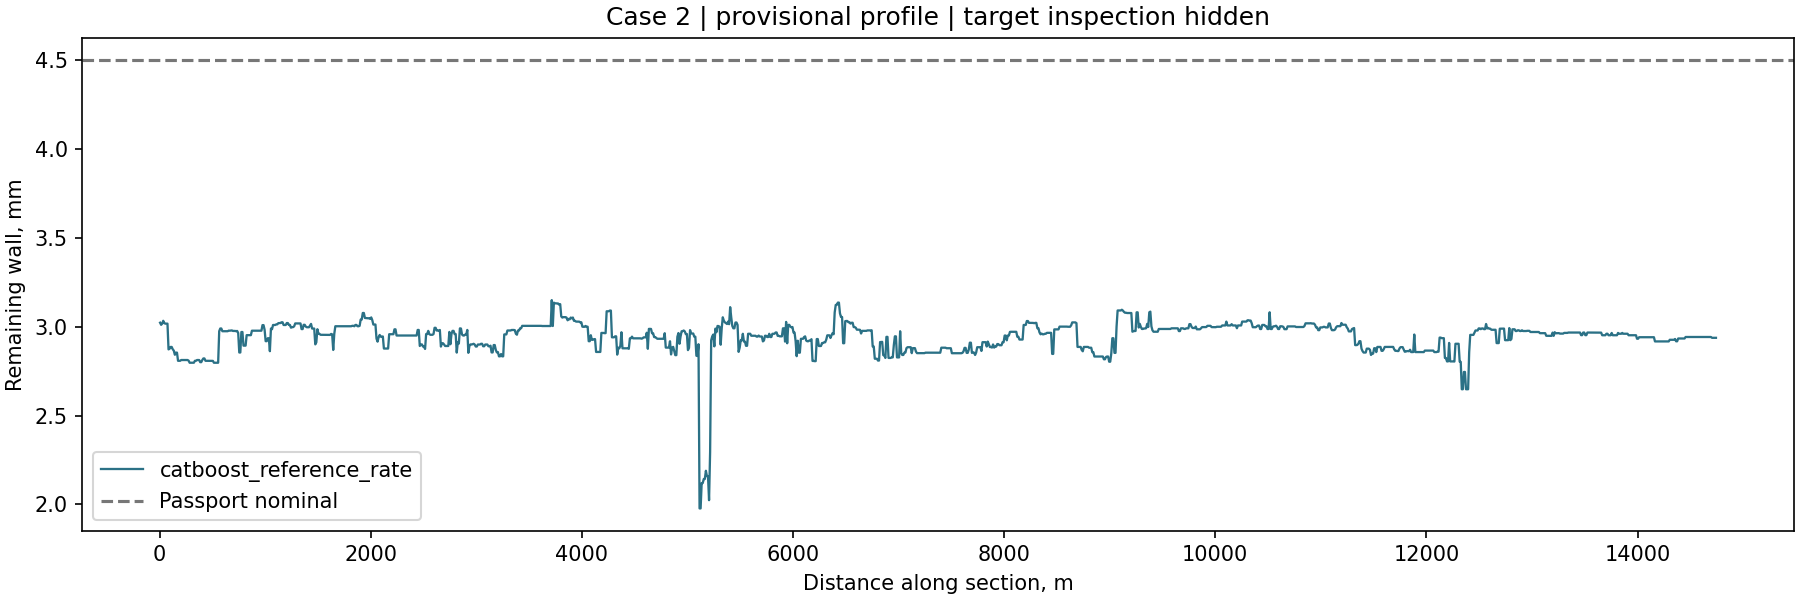 Case 2 | provisional profile | target inspection hidden
Remaining wall, mm
4.5
4.0
3.5
3.0
2.5
2.0
catboost_reference_rate
Passport nominal
0 2000 4000 6000 8000 10000 12000 14000
Distance along section, m